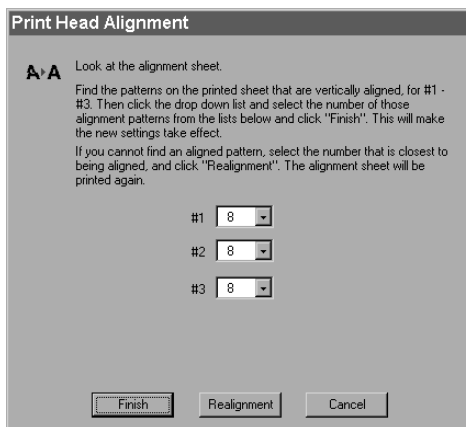 Print Head Alignment
A A Look at the alignment sheet.
Find the patterns on the printed sheet that are vertically aligned, for #1 -
#3. Then click the drop down list and select the number of those
alignment patterns from the lists below and click "Finish". This will make
the new settings take effect.
If you cannot find an aligned pattern, select the number that is closest to
being aligned, and click "Realignment". The alignment sheet will be
printed again.
#1 8
#2 8
#3 8
Finish Realignment Cancel